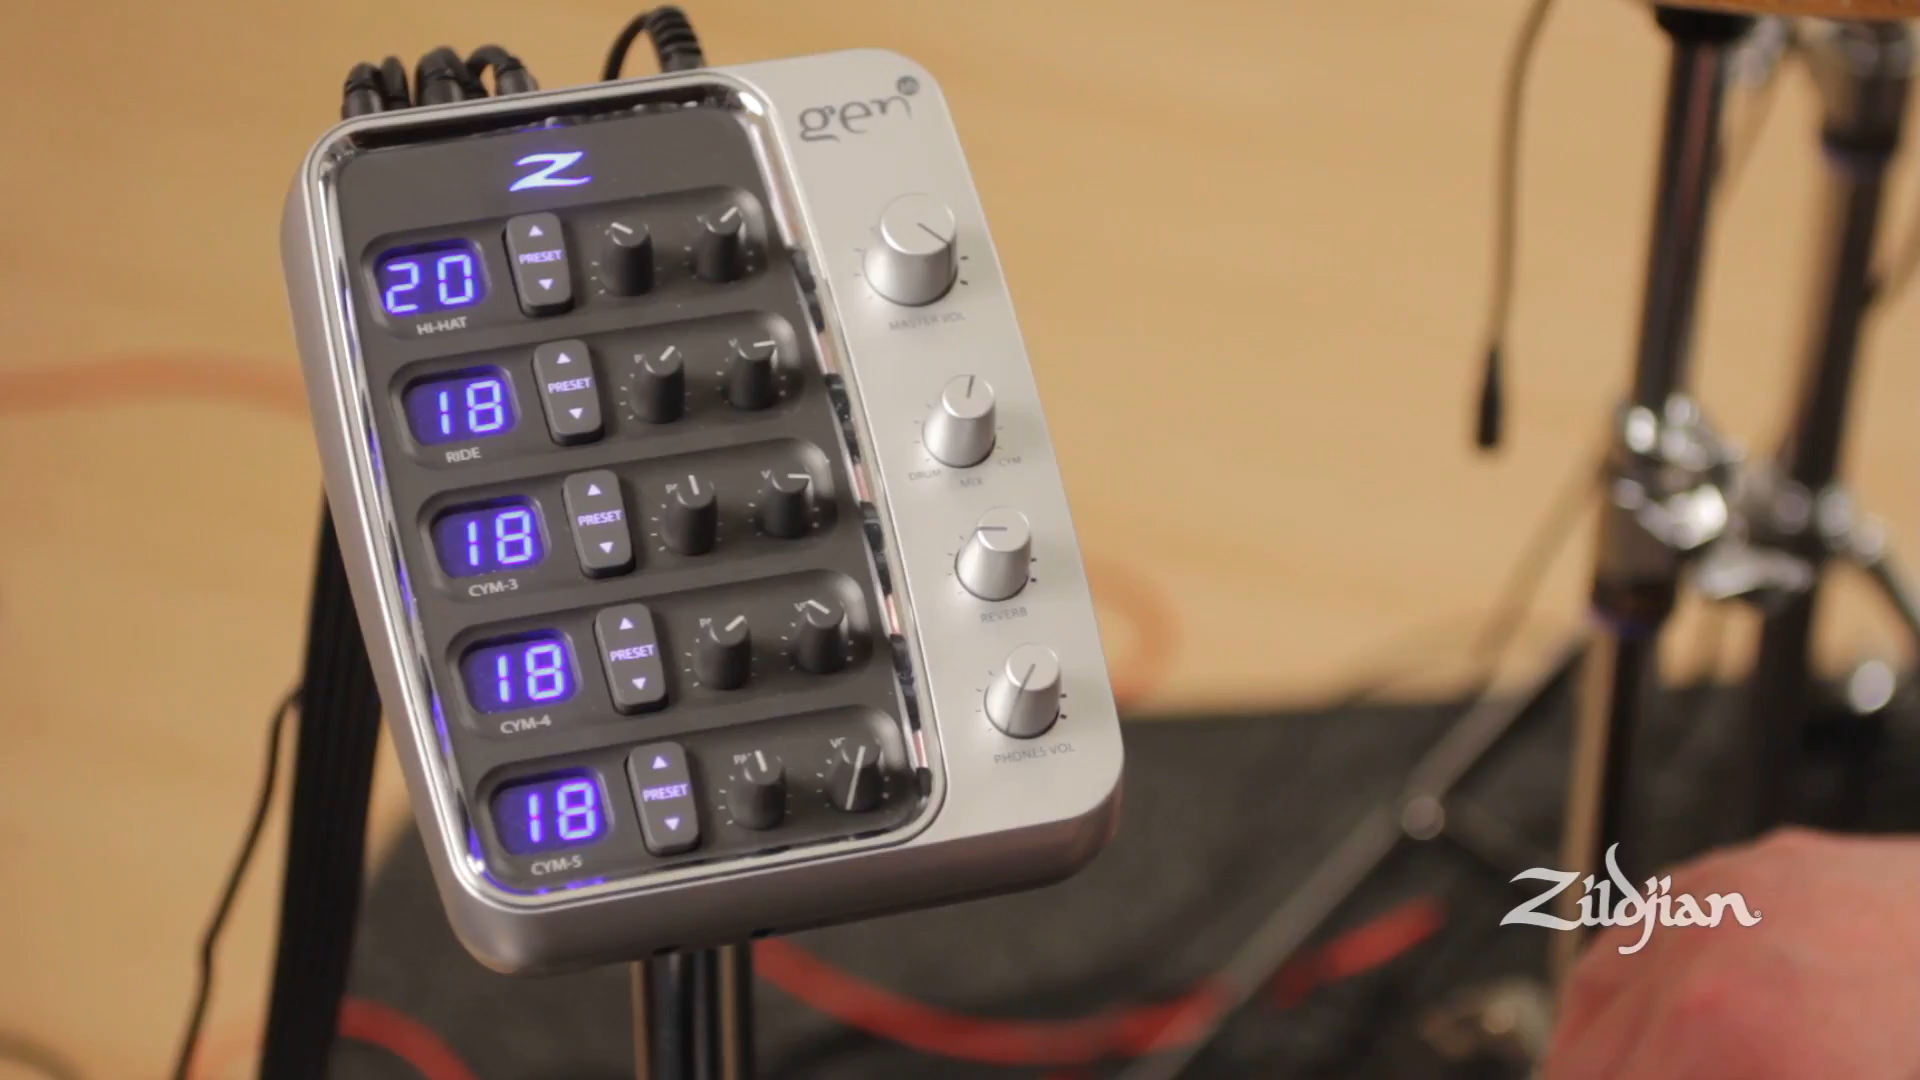 gen16
Z
20
PRESET
HI-HAT
MASTER VOL
18
PRESET
RIDE
DRUM
CYM
MIX
18
PRESET
CYM-3
REVERB
18
PRESET
CYM-4
PHONES VOL
18
PRESET
CYM-5
Zildjian